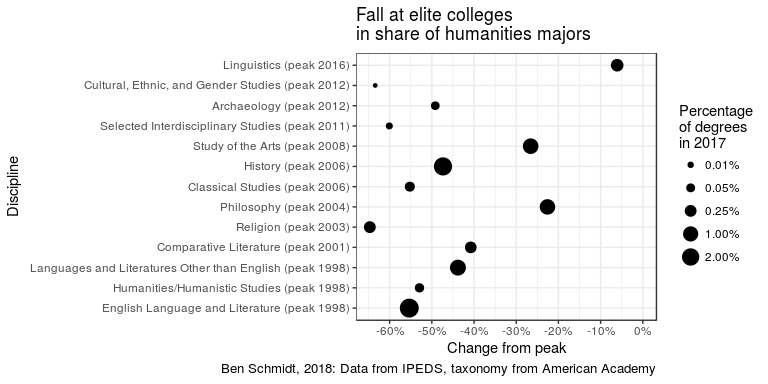 Fall at elite colleges
in share of humanities majors
Discipline
Linguistics (peak 2016)
Cultural, Ethnic, and Gender Studies (peak 2012)
Archaeology (peak 2012)
Selected Interdisciplinary Studies (peak 2011)
Study of the Arts (peak 2008)
History (peak 2006)
Classical Studies (peak 2006)
Philosophy (peak 2004)
Religion (peak 2003)
Comparative Literature (peak 2001)
Languages and Literatures Other than English (peak 1998)
Humanities/Humanistic Studies (peak 1998)
English Language and Literature (peak 1998)
-60% -50% -40% -30% -20% -10% 0%
Change from peak
Percentage
of degrees
in 2017
0.01%
0.05%
0.25%
1.00%
2.00%
Ben Schmidt, 2018: Data from IPEDS, taxonomy from American Academy